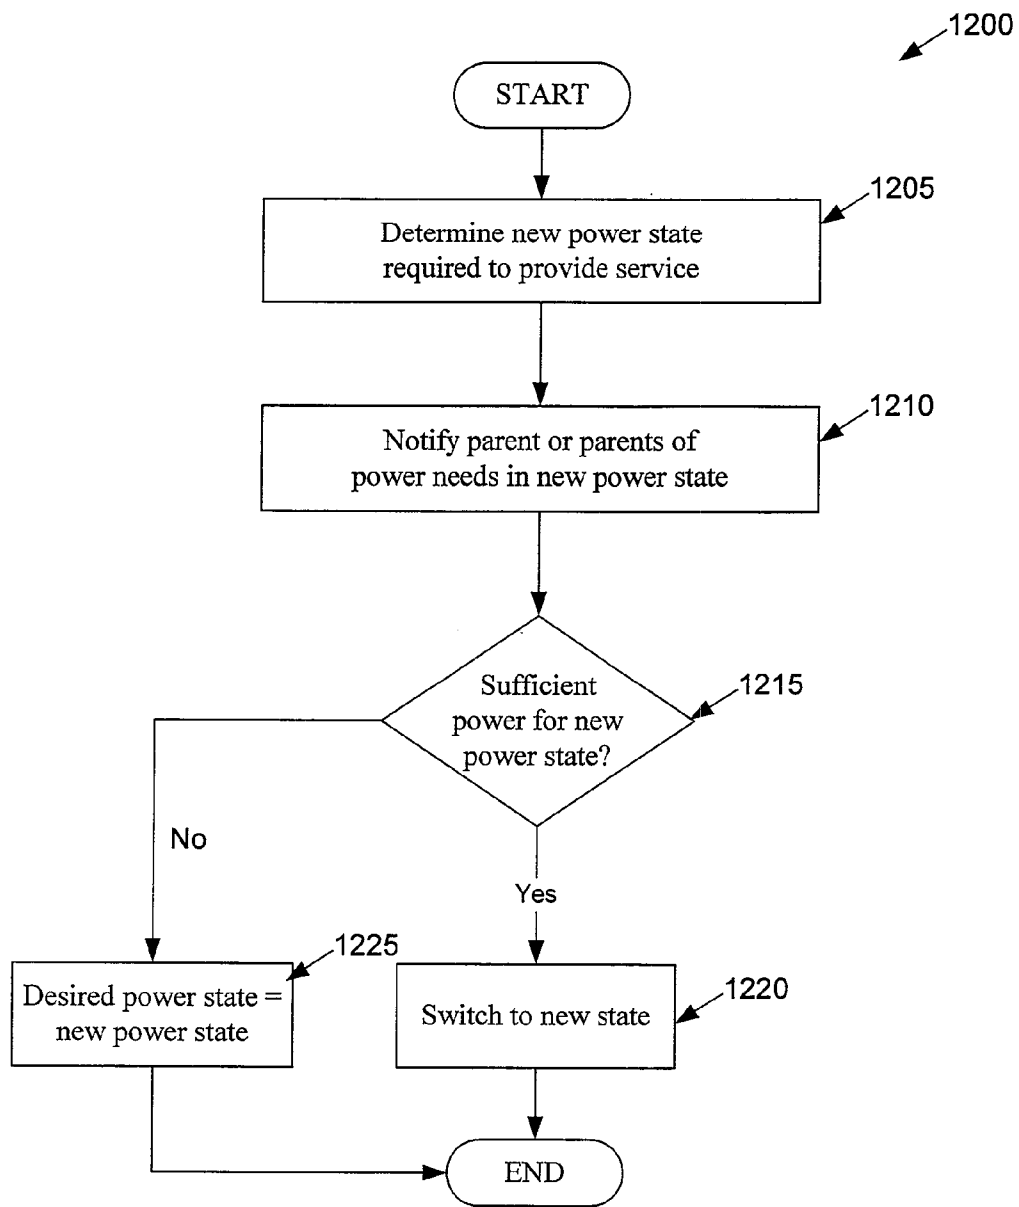 1200
START
1205
Determine new power state
required to provide service
1210
Notify parent or parents of
power needs in new power state
Sufficient
power for new
power state?
1215
No
Yes
1225
Desired power state =
new power state
1220
Switch to new state
END